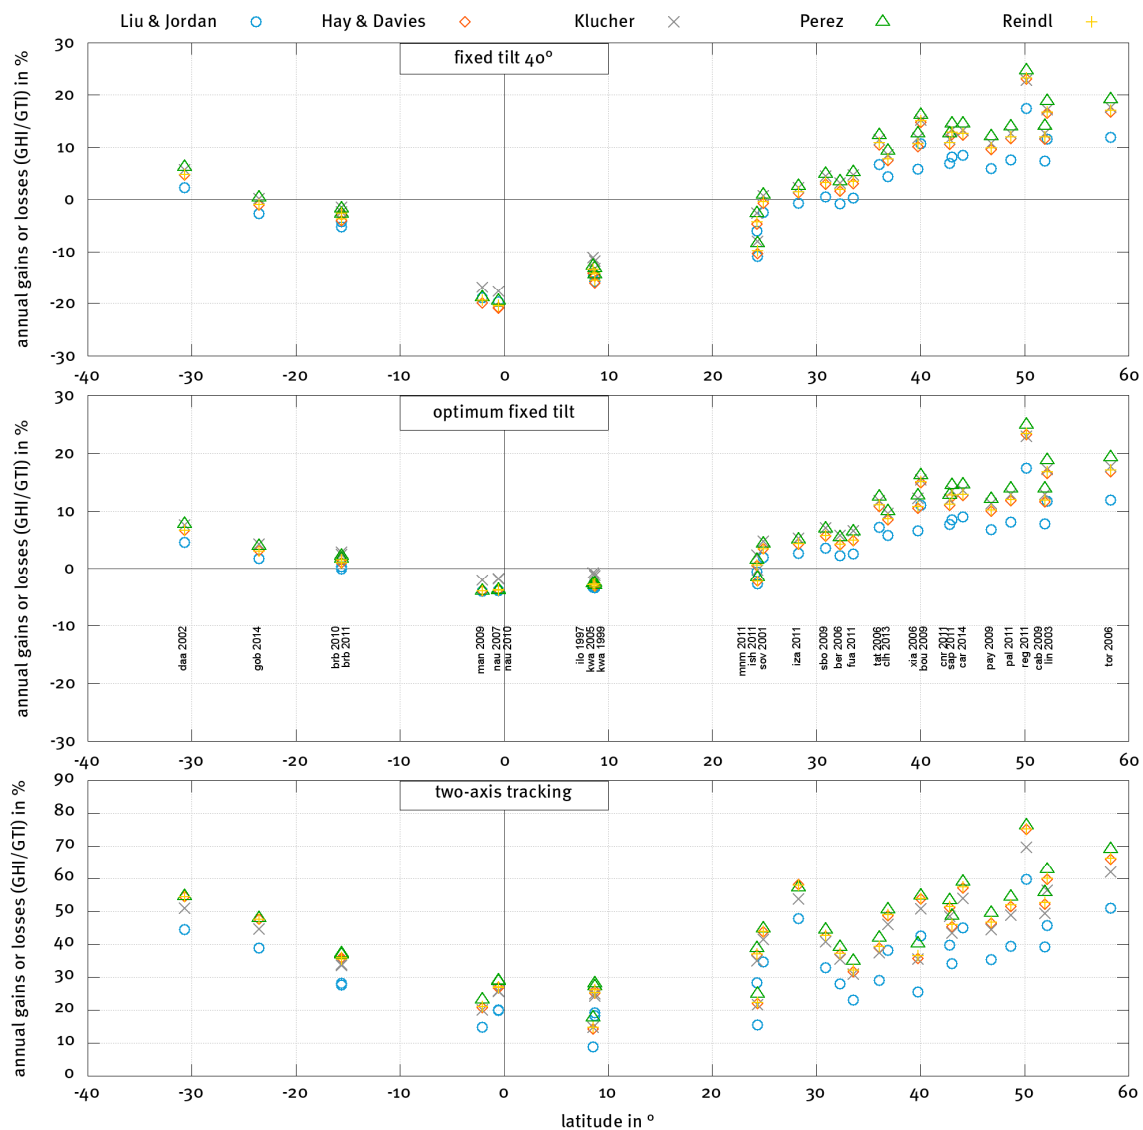 Liu & Jordan Hay & Davies Klucher Perez Reindl
fixed tilt 40°
annual gains or losses (GHI/GTI) in %
30
20
10
0
-10
-20
-30
-40 -30 -20 -10 0 10 20 30 40 50 60
optimum fixed tilt
annual gains or losses (GHI/GTI) in %
30
20
10
0
-10
-20
-30
daa 2002
gob 2014
brb 2010
brb 2011
man 2009
nau 2007
nau 2010
ilo 1997
kwa 2005
kwa 1999
mnm 2011
ish 2011
sov 2001
iza 2011
sbo 2009
ber 2006
fua 2011
tat 2006
clh 2013
xia 2006
bou 2009
cnr 2011
sap 2011
car 2014
pay 2009
pal 2011
reg 2011
cab 2009
lin 2003
tor 2006
-40 -30 -20 -10 0 10 20 30 40 50 60
two-axis tracking
annual gains or losses (GHI/GTI) in %
90
80
70
60
50
40
30
20
10
0
-40 -30 -20 -10 0 10 20 30 40 50 60
latitude in °